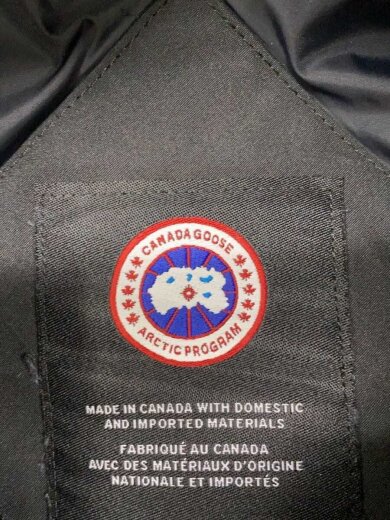 CANADA GOOSE
ARCTIC PROGRAM
MADE IN CANADA WITH DOMESTIC
AND IMPORTED MATERIALS
FABRIQUÉ AU CANADA
AVEC DES MATÉRIAUX D'ORIGINE
NATIONALE ET IMPORTÉS